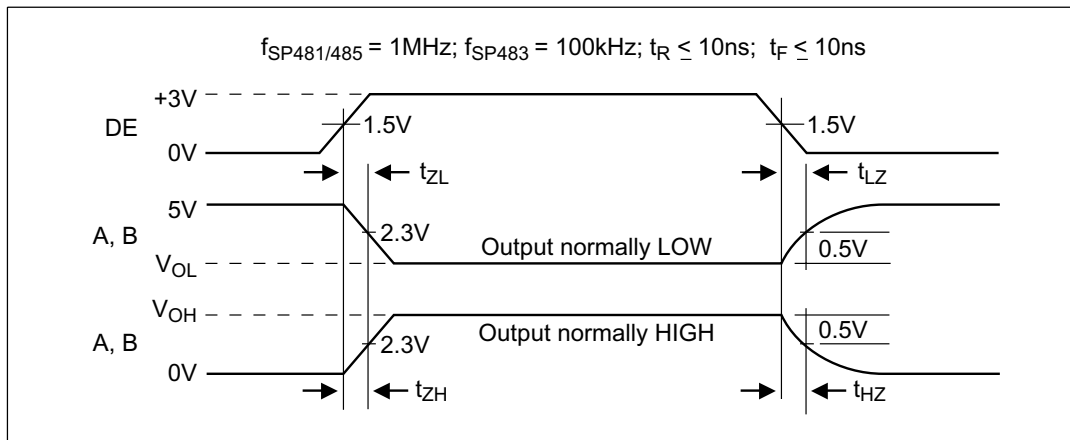 fSP481/485 = 1MHz; fSP483 = 100kHz; tR ≤ 10ns; tF ≤ 10ns
+3V
DE
1.5V
1.5V
0V
tZL
tLZ
5V
A, B
2.3V
Output normally LOW
0.5V
VOL
VOH
A, B
2.3V
Output normally HIGH
0.5V
0V
tZH
tHZ